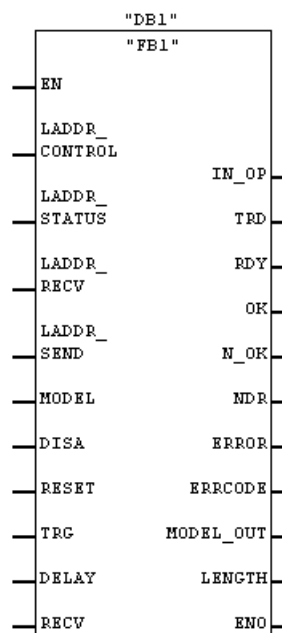 "DB1"
"FB1"
EN
LADDR_
CONTROL
IN_OP
LADDR_
STATUS
TRD
LADDR_
RECV
RDY
OK
LADDR_
SEND
N_OK
MODEL
NDR
DISA
ERROR
RESET
ERRCODE
TRG
MODEL_OUT
DELAY
LENGTH
RECV
ENO